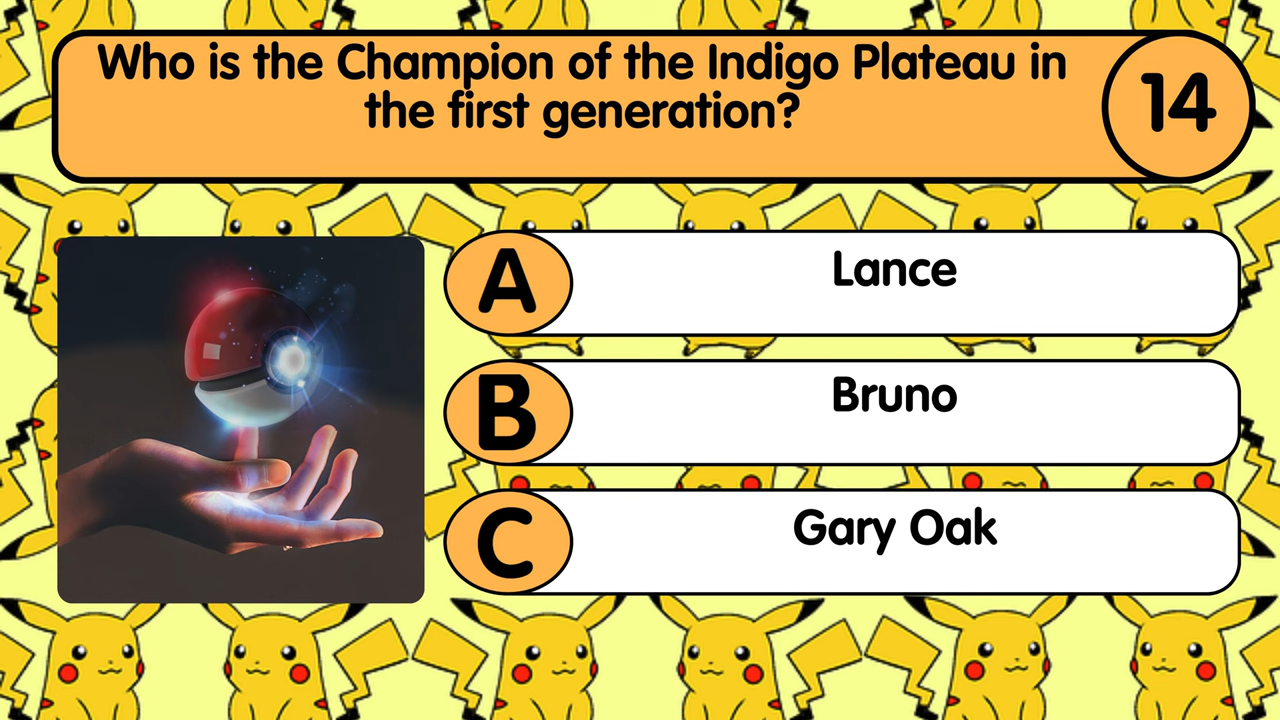 Who is the Champion of the Indigo Plateau in
the first generation?
14
A
Lance
B
Bruno
C
Gary Oak